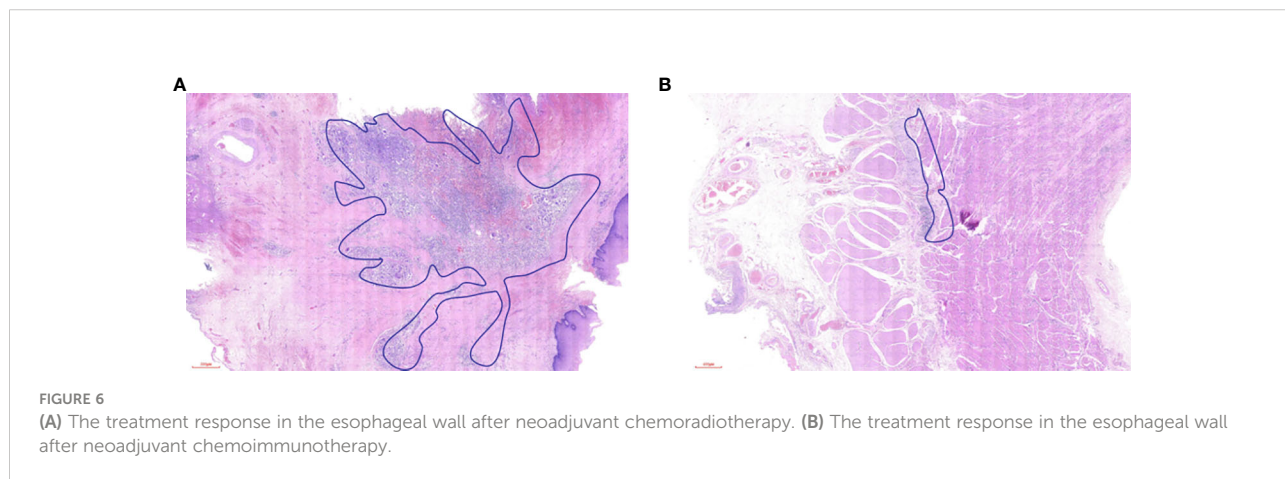 A
B
FIGURE 6
(A) The treatment response in the esophageal wall after neoadjuvant chemoradiotherapy. (B) The treatment response in the esophageal wall
after neoadjuvant chemoimmunotherapy.